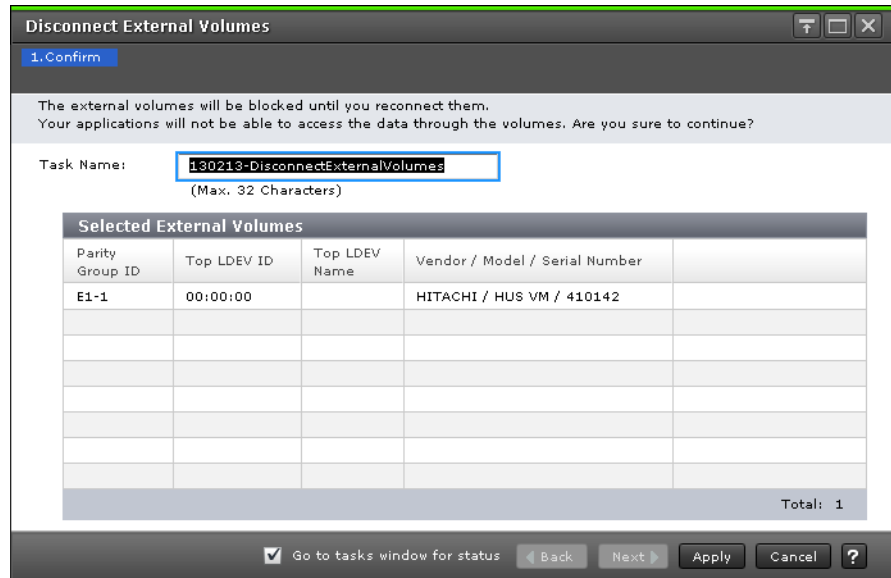 Disconnect External Volumes
1.Confirm
The external volumes will be blocked until you reconnect them.
Your applications will not be able to access the data through the volumes. Are you sure to continue?
Task Name:
130213-DisconnectExternalVolumes
(Max. 32 Characters)
Selected External Volumes
Parity Group ID
Top LDEV ID
Top LDEV Name
Vendor / Model / Serial Number
E1-1
00:00:00
HITACHI / HUS VM / 410142
Total: 1
Go to tasks window for status
Back
Next
Apply
Cancel
?